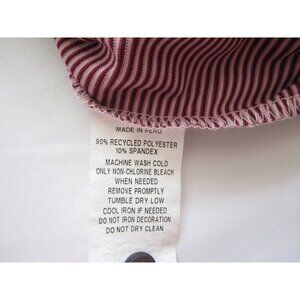 MADE IN PERU
90% RECYCLED POLYESTER
10% SPANDEX
MACHINE WASH COLD
ONLY NON-CHLORINE BLEACH
WHEN NEEDED
REMOVE PROMPTLY
TUMBLE DRY LOW
COOL IRON IF NEEDED
DO NOT IRON DECORATION
DO NOT DRY CLEAN